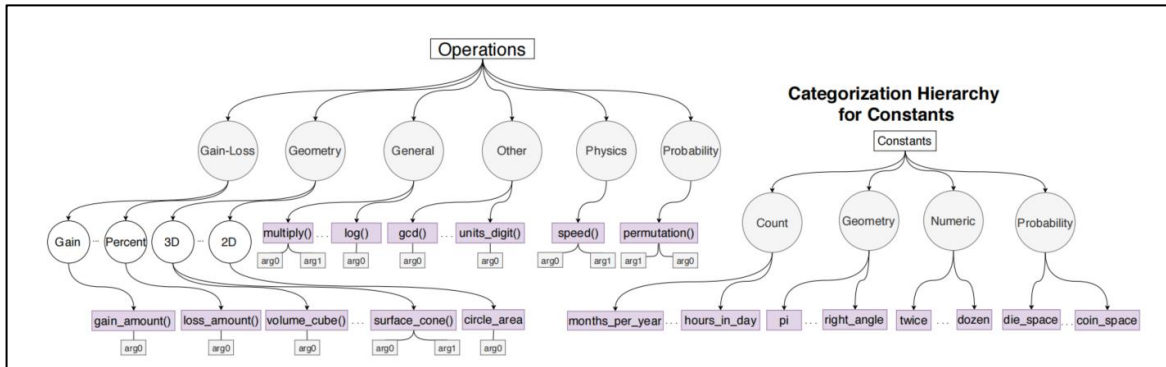 Operations
Categorization Hierarchy
for Constants
Constants
Gain-Loss Geometry General Other Physics Probability
Count Geometry Numeric Probability
Gain ... Percent 3D ... 2D
multiply() ... log() gcd() ... units_digit() speed() permutation()
arg0 arg1 arg0 arg0 arg0 arg1 arg1 arg0
gain_amount() loss_amount() volume_cube() ... surface_cone() circle_area
months_per_year ... hours_in_day pi ... right_angle twice ... dozen die_space ... coin_space
arg0 arg0 arg0 arg0 arg1 arg0